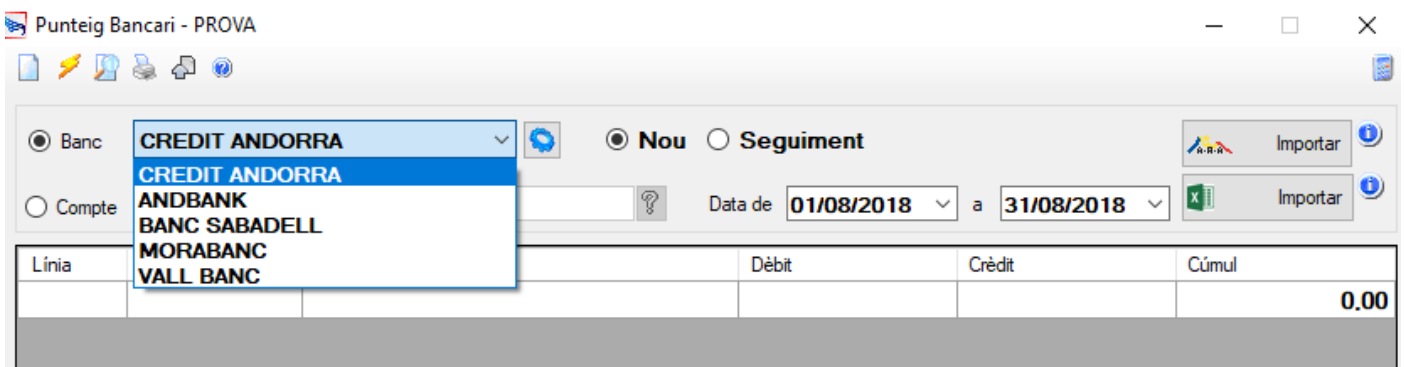 Punteig Bancari - PROVA
Banc CREDIT ANDORRA Nou Seguiment Importar
CREDIT ANDORRA
ANDBANK
BANC SABADELL
MORABANC
VALL BANC
Compte Data de 01/08/2018 a 31/08/2018 Importar
Línia Dèbit Crèdit Cúmul
0.00